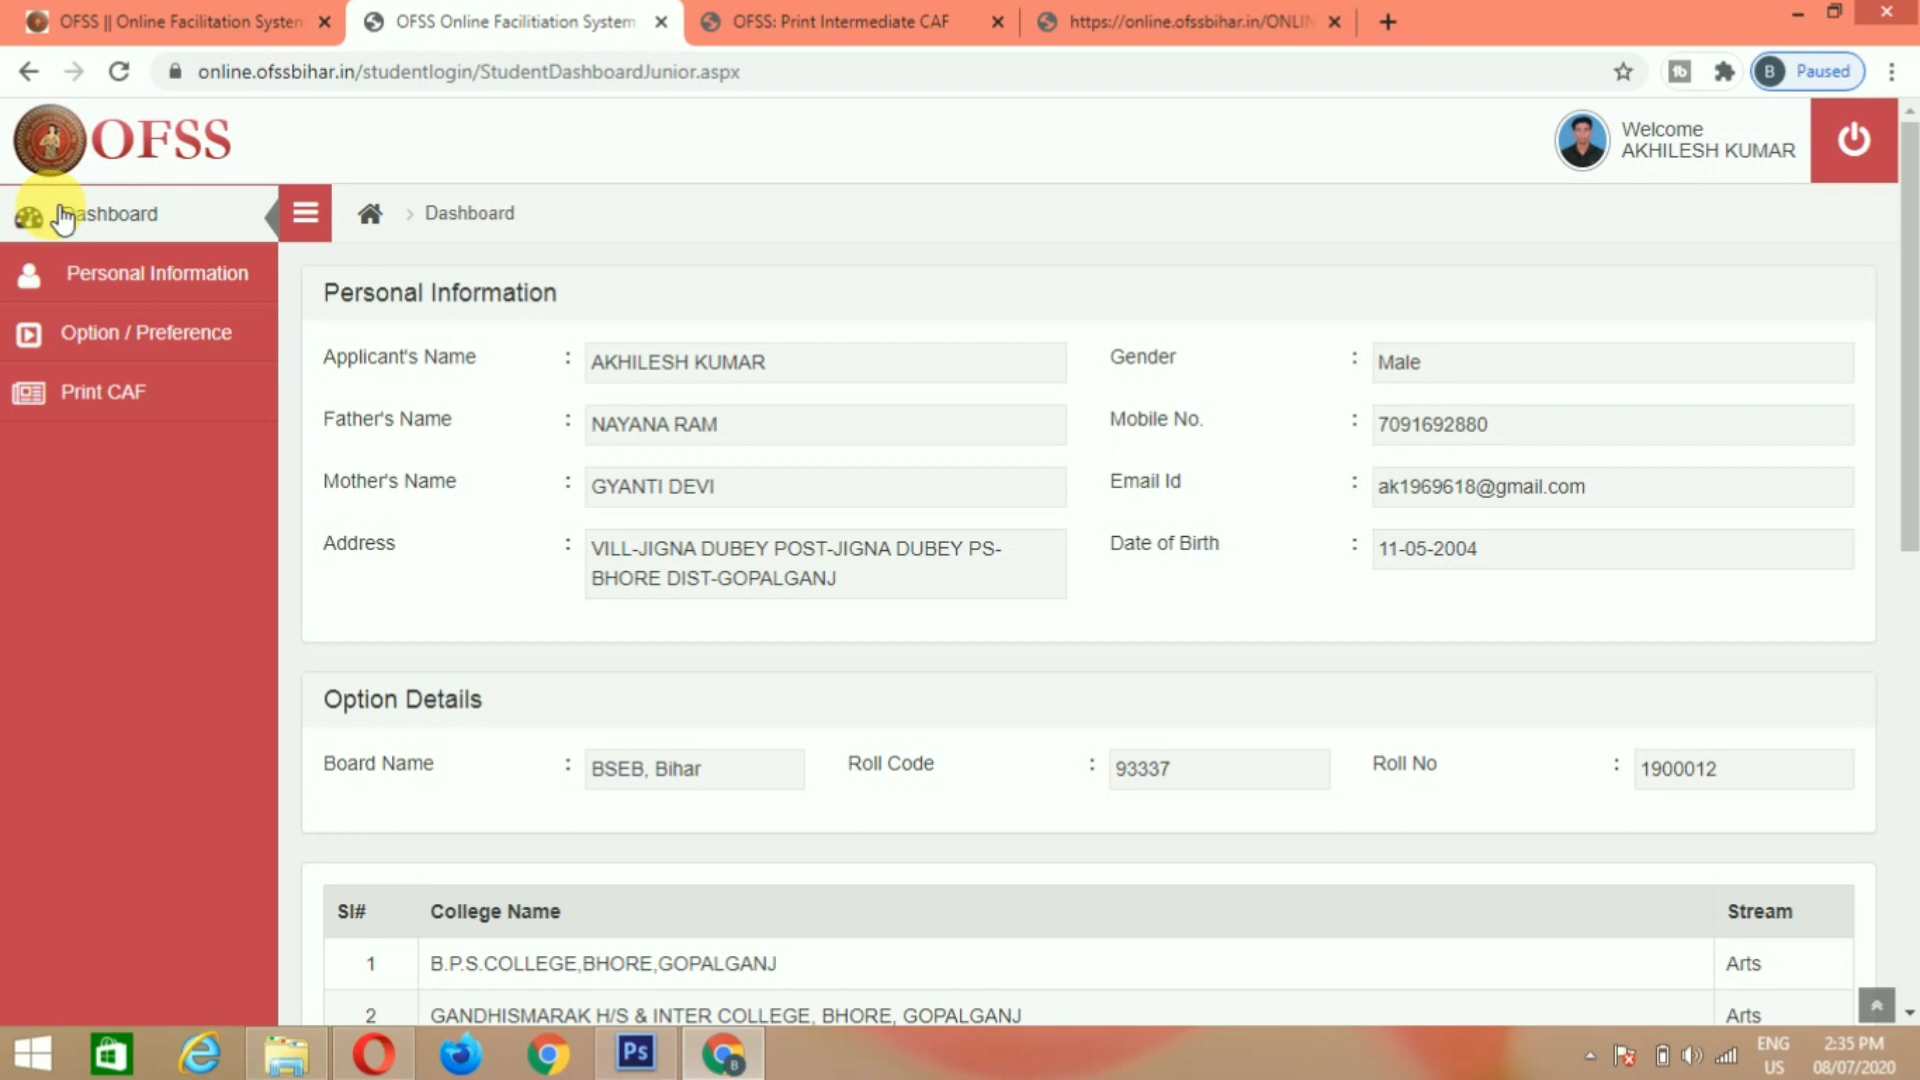 OFSS || Online Facilitation System
OFSS Online Facilitiation System
OFSS: Print Intermediate CAF
https://online.ofssbihar.in/ONLIN
online.ofssbihar.in/studentlogin/StudentDashboardJunior.aspx
B Paused
OFSS
Welcome
AKHILESH KUMAR
Dashboard
Dashboard
Personal Information
Option / Preference
Print CAF
Personal Information
Applicant's Name : AKHILESH KUMAR Gender : Male
Father's Name : NAYANA RAM Mobile No. : 7091692880
Mother's Name : GYANTI DEVI Email Id : ak1969618@gmail.com
Address : VILL-JIGNA DUBEY POST-JIGNA DUBEY PS-
BHORE DIST-GOPALGANJ
Date of Birth : 11-05-2004
Option Details
Board Name : BSEB, Bihar Roll Code : 93337 Roll No : 1900012
Sl# College Name Stream
1 B.P.S.COLLEGE,BHORE,GOPALGANJ Arts
2 GANDHISMARAK H/S & INTER COLLEGE, BHORE, GOPALGANJ Arts
Ps
B
ENG
US
2:35 PM
08/07/2020